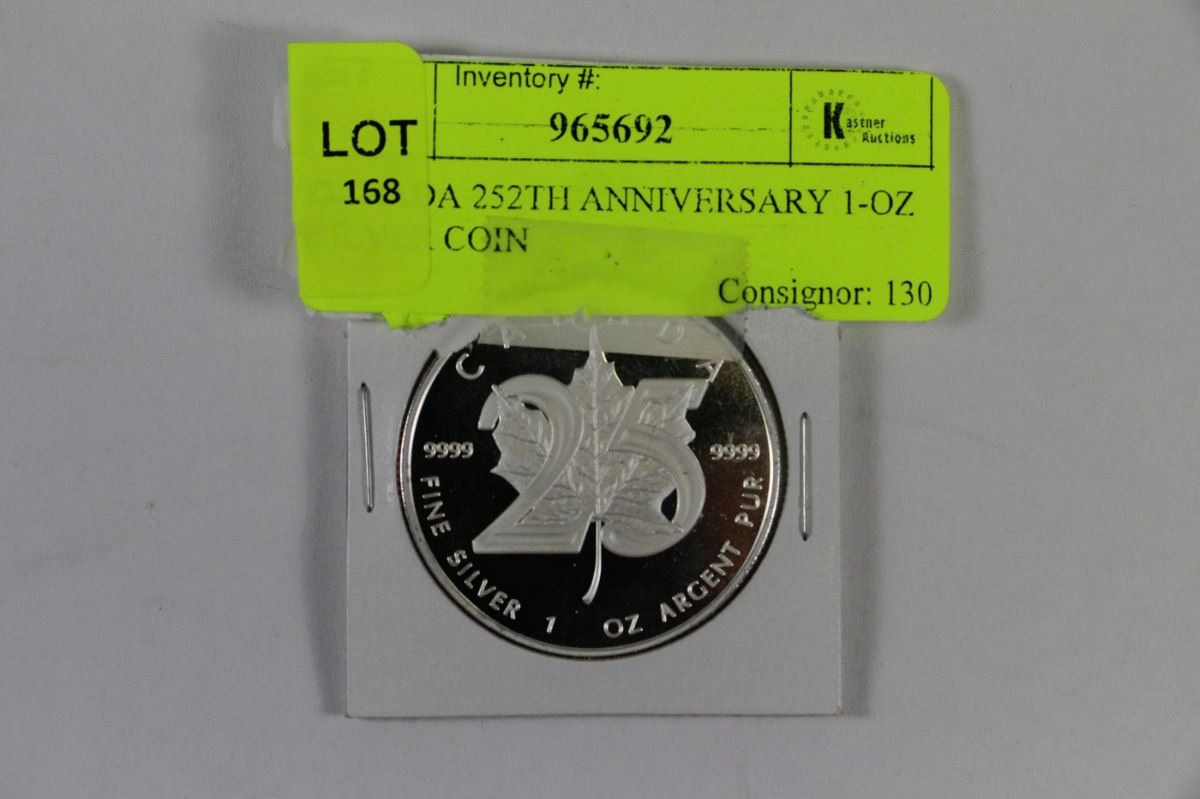 Inventory #:
965692
Kastner
Auctions
LOT
168
DA 252TH ANNIVERSARY 1-OZ
COIN
Consignor: 130
CANADA
25
9999 9999
FINE SILVER 1 OZ ARGENT PUR